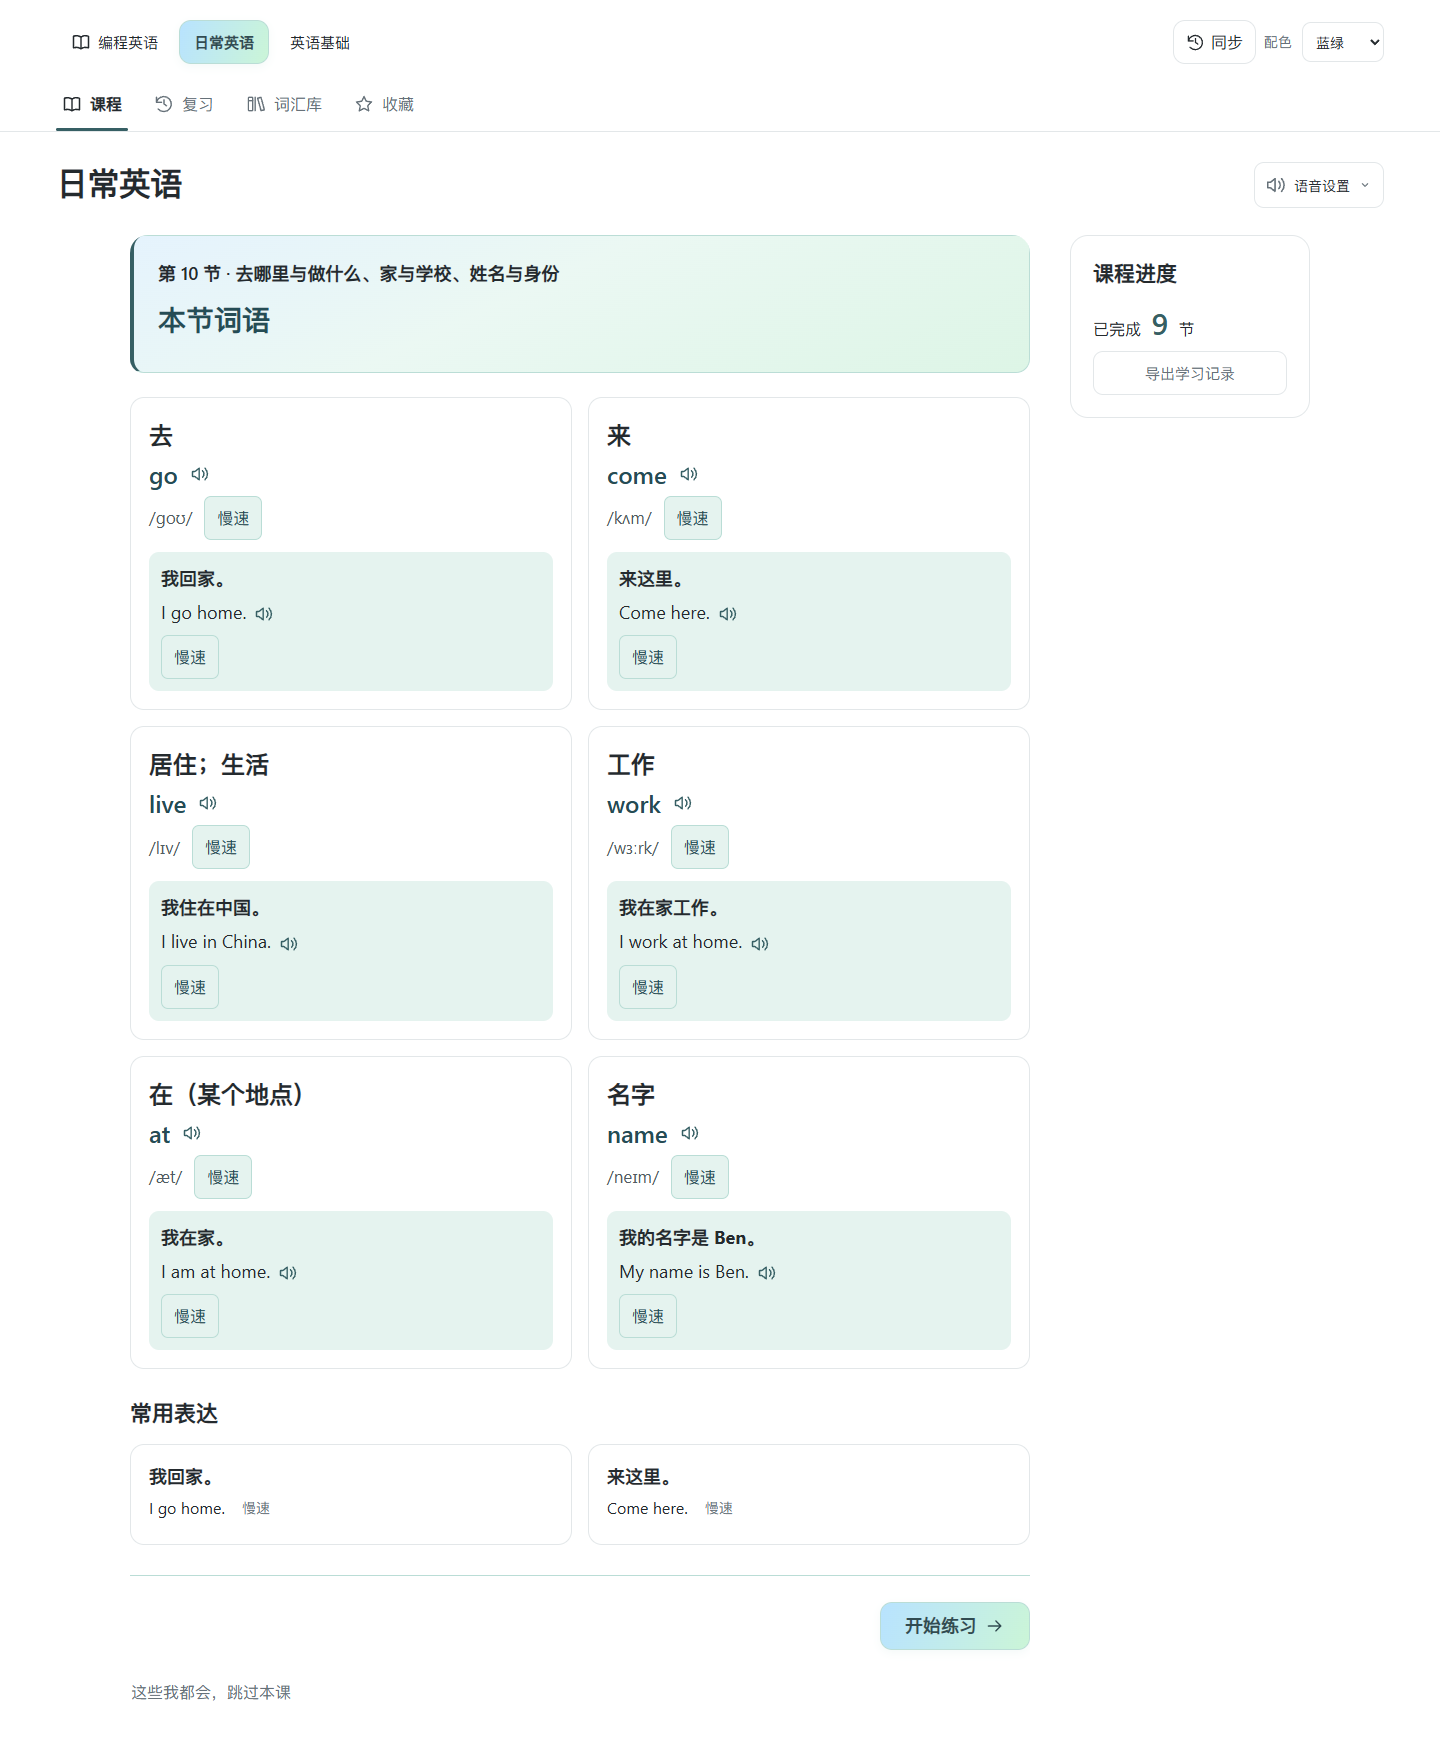 编程英语 日常英语 英语基础 同步 配色 蓝绿
课程 复习 词汇库 收藏
日常英语 语音设置
第 10 节 · 去哪里与做什么、家与学校、姓名与身份
本节词语
课程进度
已完成 9 节
导出学习记录
去
go
/ɡoʊ/ 慢速
我回家。
I go home.
慢速
来
come
/kʌm/ 慢速
来这里。
Come here.
慢速
居住；生活
live
/lɪv/ 慢速
我住在中国。
I live in China.
慢速
工作
work
/wɜːrk/ 慢速
我在家工作。
I work at home.
慢速
在（某个地点）
at
/æt/ 慢速
我在家。
I am at home.
慢速
名字
name
/neɪm/ 慢速
我的名字是 Ben。
My name is Ben.
慢速
常用表达
我回家。
I go home. 慢速
来这里。
Come here. 慢速
开始练习
这些我都会，跳过本课